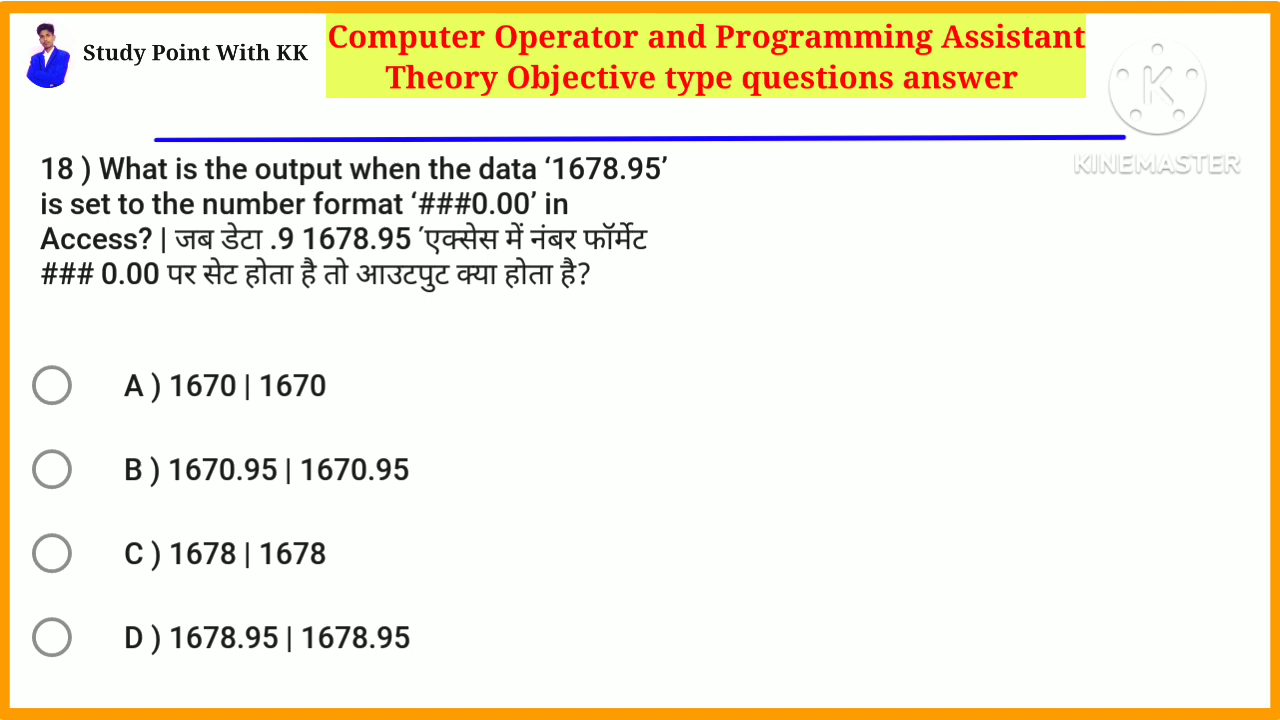 Study Point With KK
Computer Operator and Programming Assistant
Theory Objective type questions answer
K
KINEMASTER
18 ) What is the output when the data ‘1678.95’
is set to the number format ‘###0.00’ in
Access? | जब डेटा .9 1678.95 ‘एक्सेस में नंबर फॉर्मेट
### 0.00 पर सेट होता है तो आउटपुट क्या होता है?
A ) 1670 | 1670
B ) 1670.95 | 1670.95
C ) 1678 | 1678
D ) 1678.95 | 1678.95